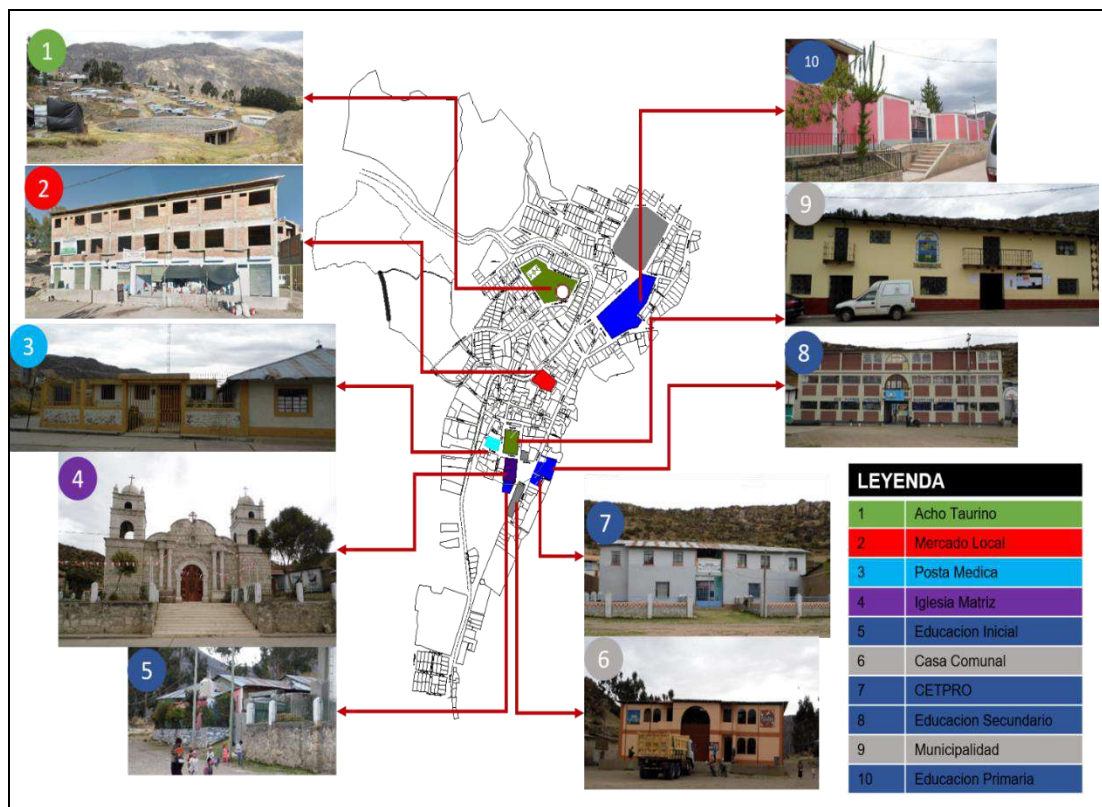 1
2
3
4
5
10
9
8
7
6
LEYENDA
1 Acho Taurino
2 Mercado Local
3 Posta Medica
4 Iglesia Matriz
5 Educacion Inicial
6 Casa Comunal
7 CETPRO
8 Educacion Secundario
9 Municipalidad
10 Educacion Primaria